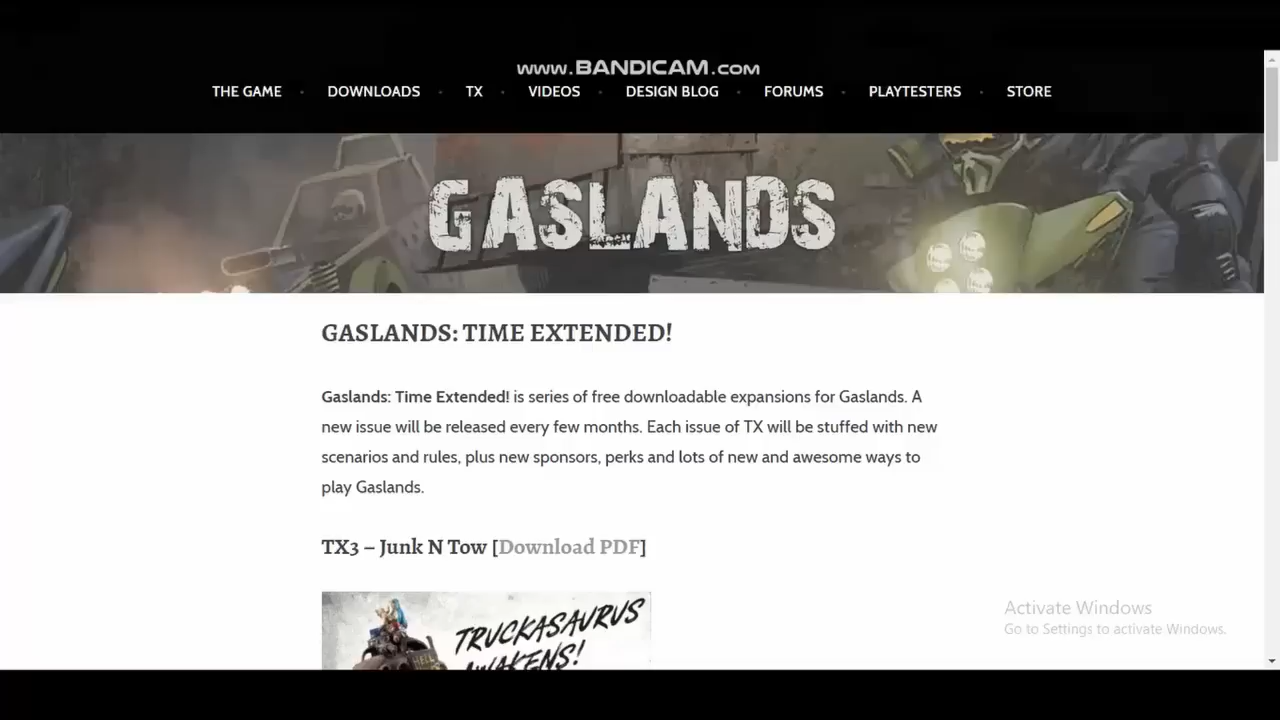 www.BANDICAM.com
THE GAME DOWNLOADS TX VIDEOS DESIGN BLOG FORUMS PLAYTESTERS STORE
GASLANDS
GASLANDS: TIME EXTENDED!
Gaslands: Time Extended! is series of free downloadable expansions for Gaslands. A
new issue will be released every few months. Each issue of TX will be stuffed with new
scenarios and rules, plus new sponsors, perks and lots of new and awesome ways to
play Gaslands.
TX3 – Junk N Tow [Download PDF]
TRUCKASAURUS
AWAKENS!
HELL
Activate Windows
Go to Settings to activate Windows.